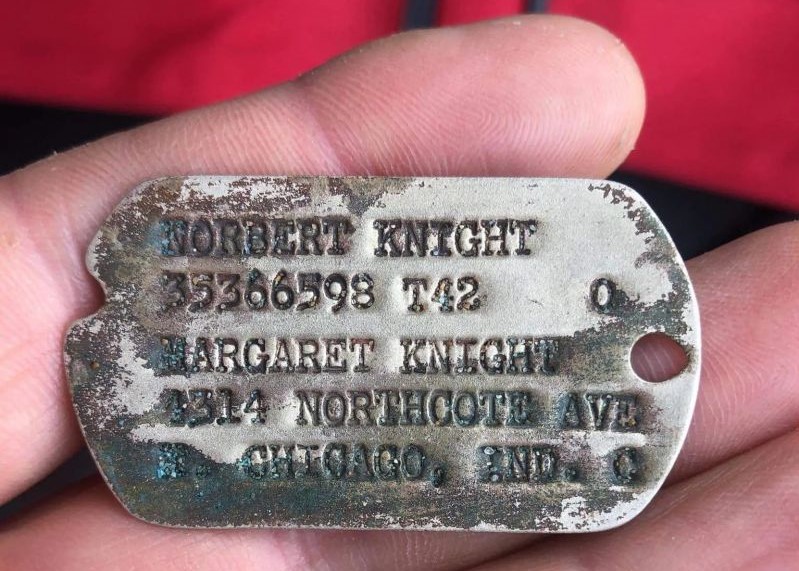 NORBERT KNIGHT
35366598 T42 O
MARGARET KNIGHT
4314 NORTHCOTE AVE
E. CHICAGO, IND. C